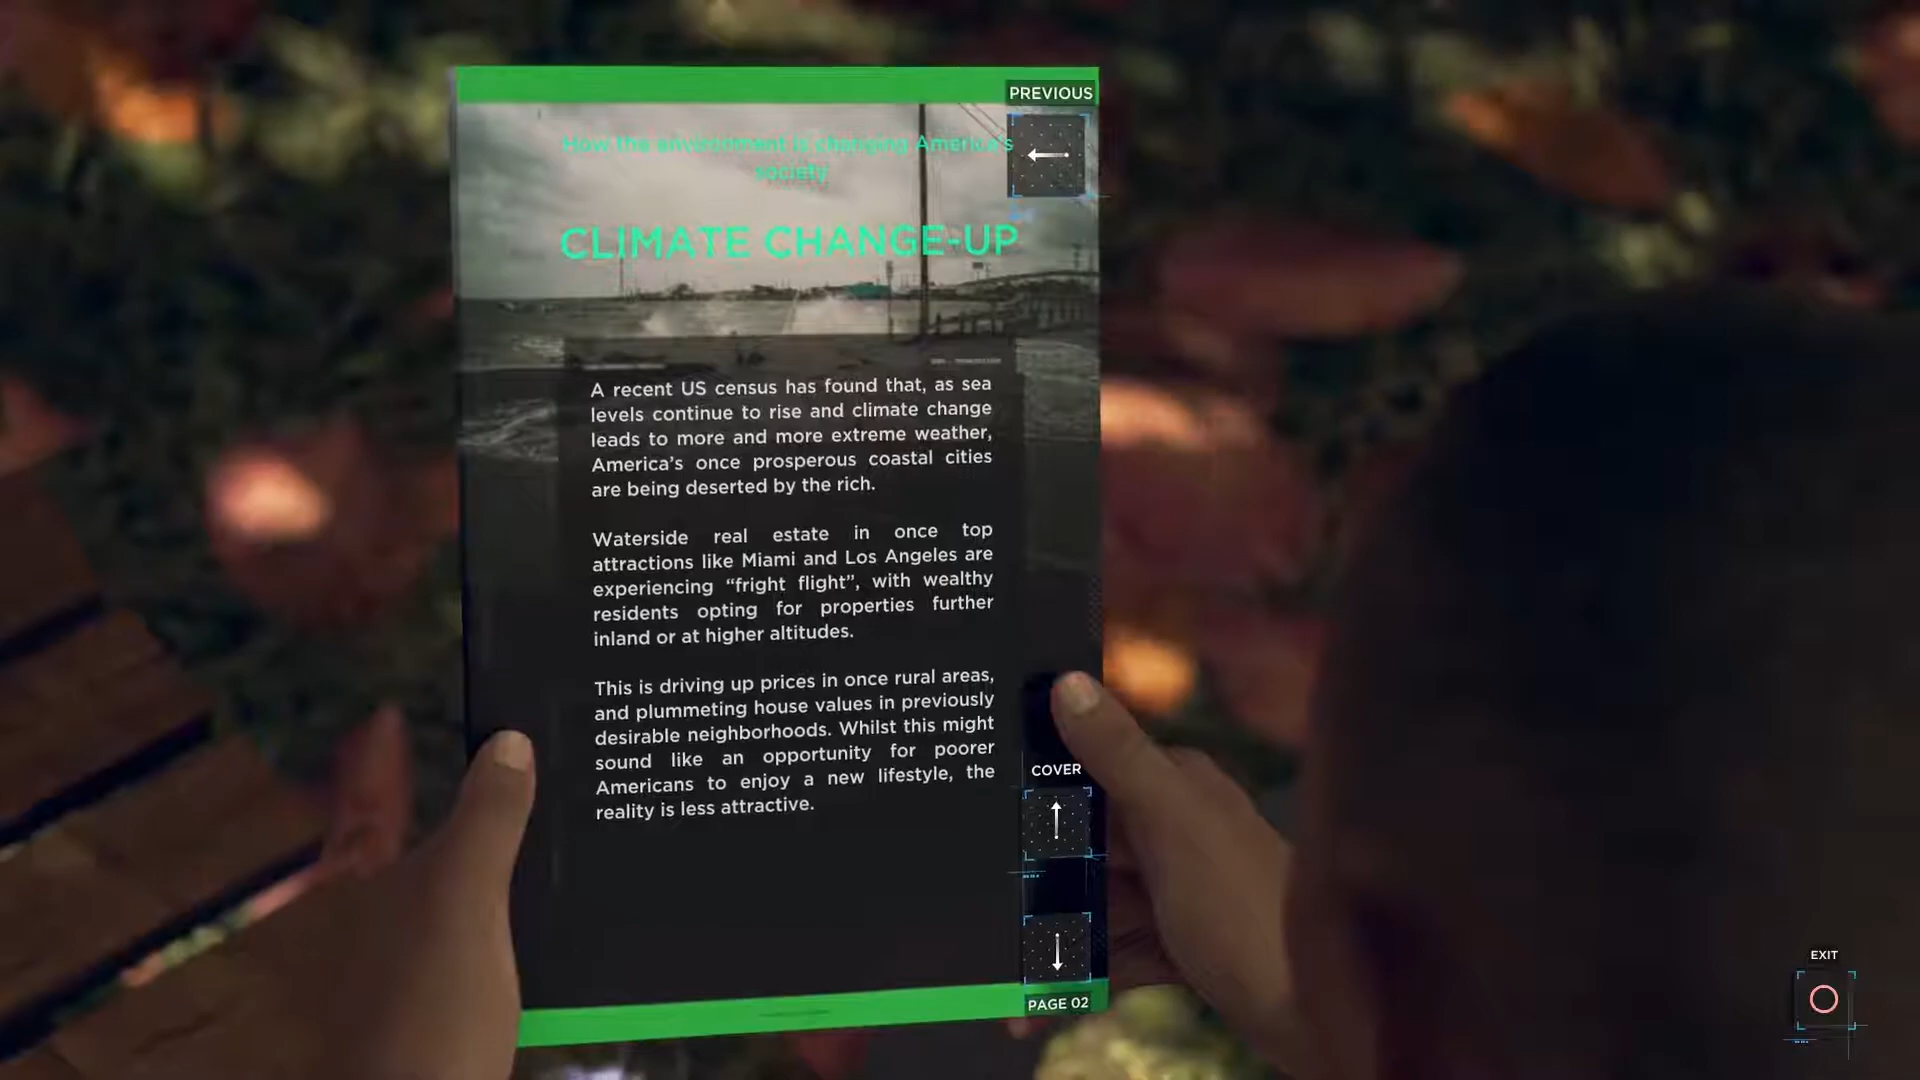 PREVIOUS
How the environment is changing America's
society
CLIMATE CHANGE-UP
A recent US census has found that, as sea
levels continue to rise and climate change
leads to more and more extreme weather,
America's once prosperous coastal cities
are being deserted by the rich.
Waterside real estate in once top
attractions like Miami and Los Angeles are
experiencing “fright flight”, with wealthy
residents opting for properties further
inland or at higher altitudes.
This is driving up prices in once rural areas,
and plummeting house values in previously
desirable neighborhoods. Whilst this might
sound like an opportunity for poorer
Americans to enjoy a new lifestyle, the
reality is less attractive.
COVER
PAGE 02
EXIT